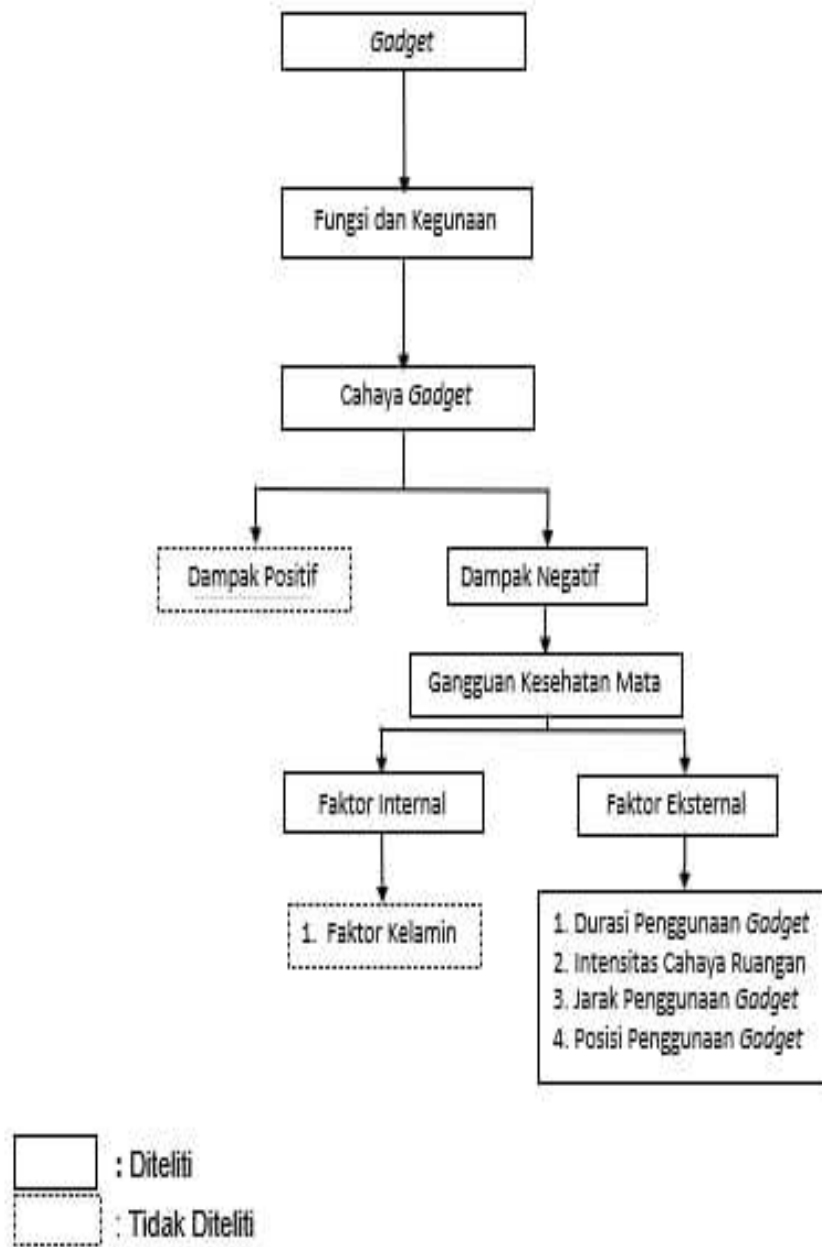 Gadget
Fungsi dan Kegunaan
Cahaya Gadget
Dampak Positif
Dampak Negatif
Gangguan Kesehatan Mata
Faktor Internal
Faktor Eksternal
1. Faktor Kelamin
1. Durasi Penggunaan Gadget
2. Intensitas Cahaya Ruangan
3. Jarak Penggunaan Gadget
4. Posisi Penggunaan Gadget
: Diteliti
: Tidak Diteliti